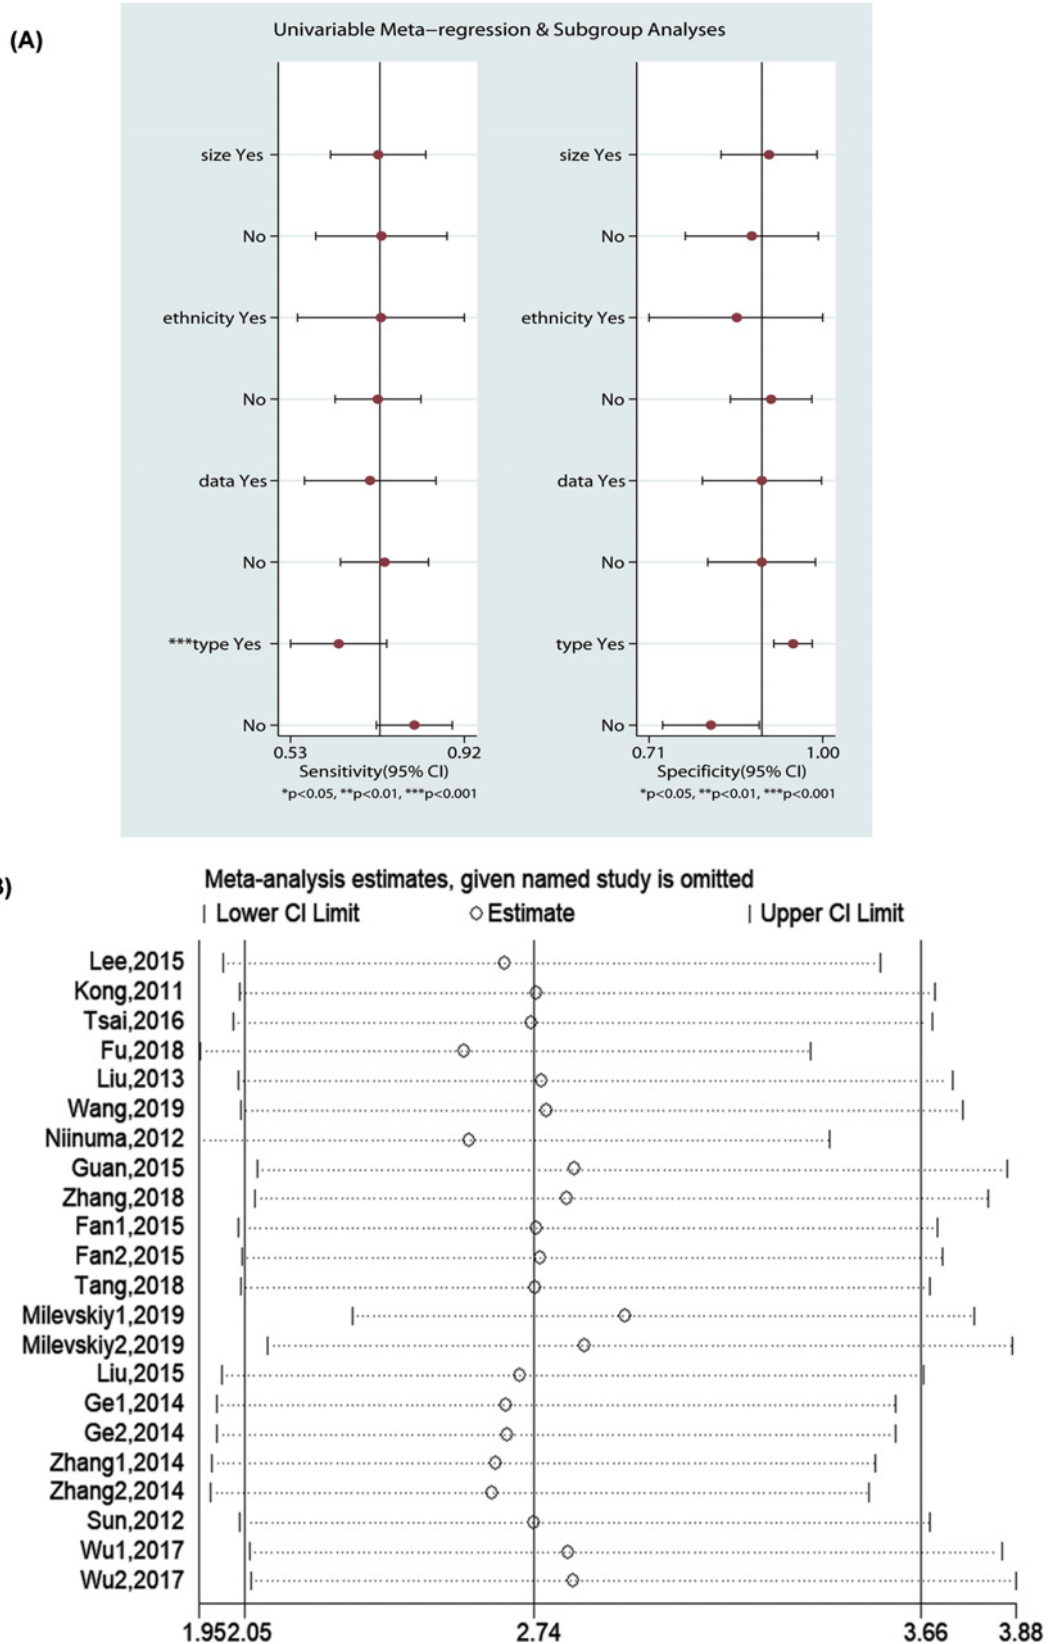 (A)
Univariable Meta−regression & Subgroup Analyses
size Yes
No
ethnicity Yes
No
data Yes
No
***type Yes
No
0.53 0.92
Sensitivity(95% CI)
*p<0.05, **p<0.01, ***p<0.001
size Yes
No
ethnicity Yes
No
data Yes
No
type Yes
No
0.71 1.00
Specificity(95% CI)
*p<0.05, **p<0.01, ***p<0.001
)
Meta-analysis estimates, given named study is omitted
| Lower CI Limit ○ Estimate | Upper CI Limit
Lee,2015
Kong,2011
Tsai,2016
Fu,2018
Liu,2013
Wang,2019
Niinuma,2012
Guan,2015
Zhang,2018
Fan1,2015
Fan2,2015
Tang,2018
Milevskiy1,2019
Milevskiy2,2019
Liu,2015
Ge1,2014
Ge2,2014
Zhang1,2014
Zhang2,2014
Sun,2012
Wu1,2017
Wu2,2017
1.952.05 2.74 3.66 3.88